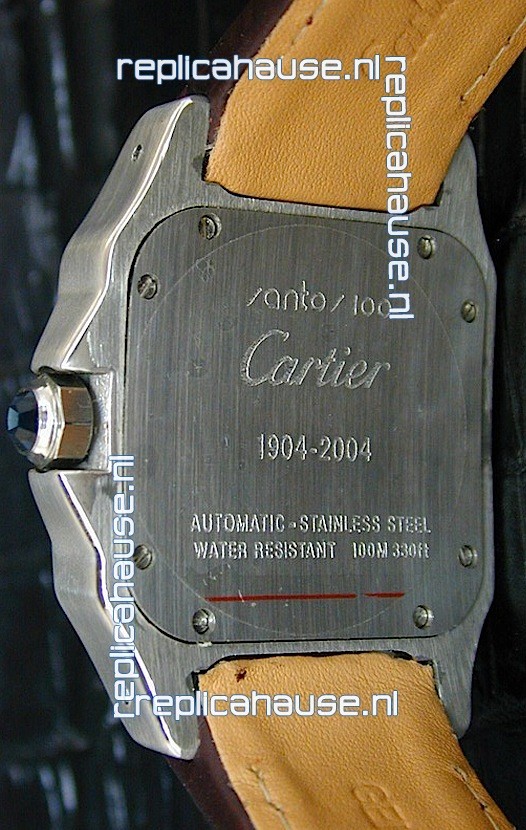 replicahause.nl
replicahause.nl
santos 100
Cartier
1904-2004
AUTOMATIC - STAINLESS STEEL
WATER RESISTANT 100M 330ft
replicahause.nl
replicahause.nl